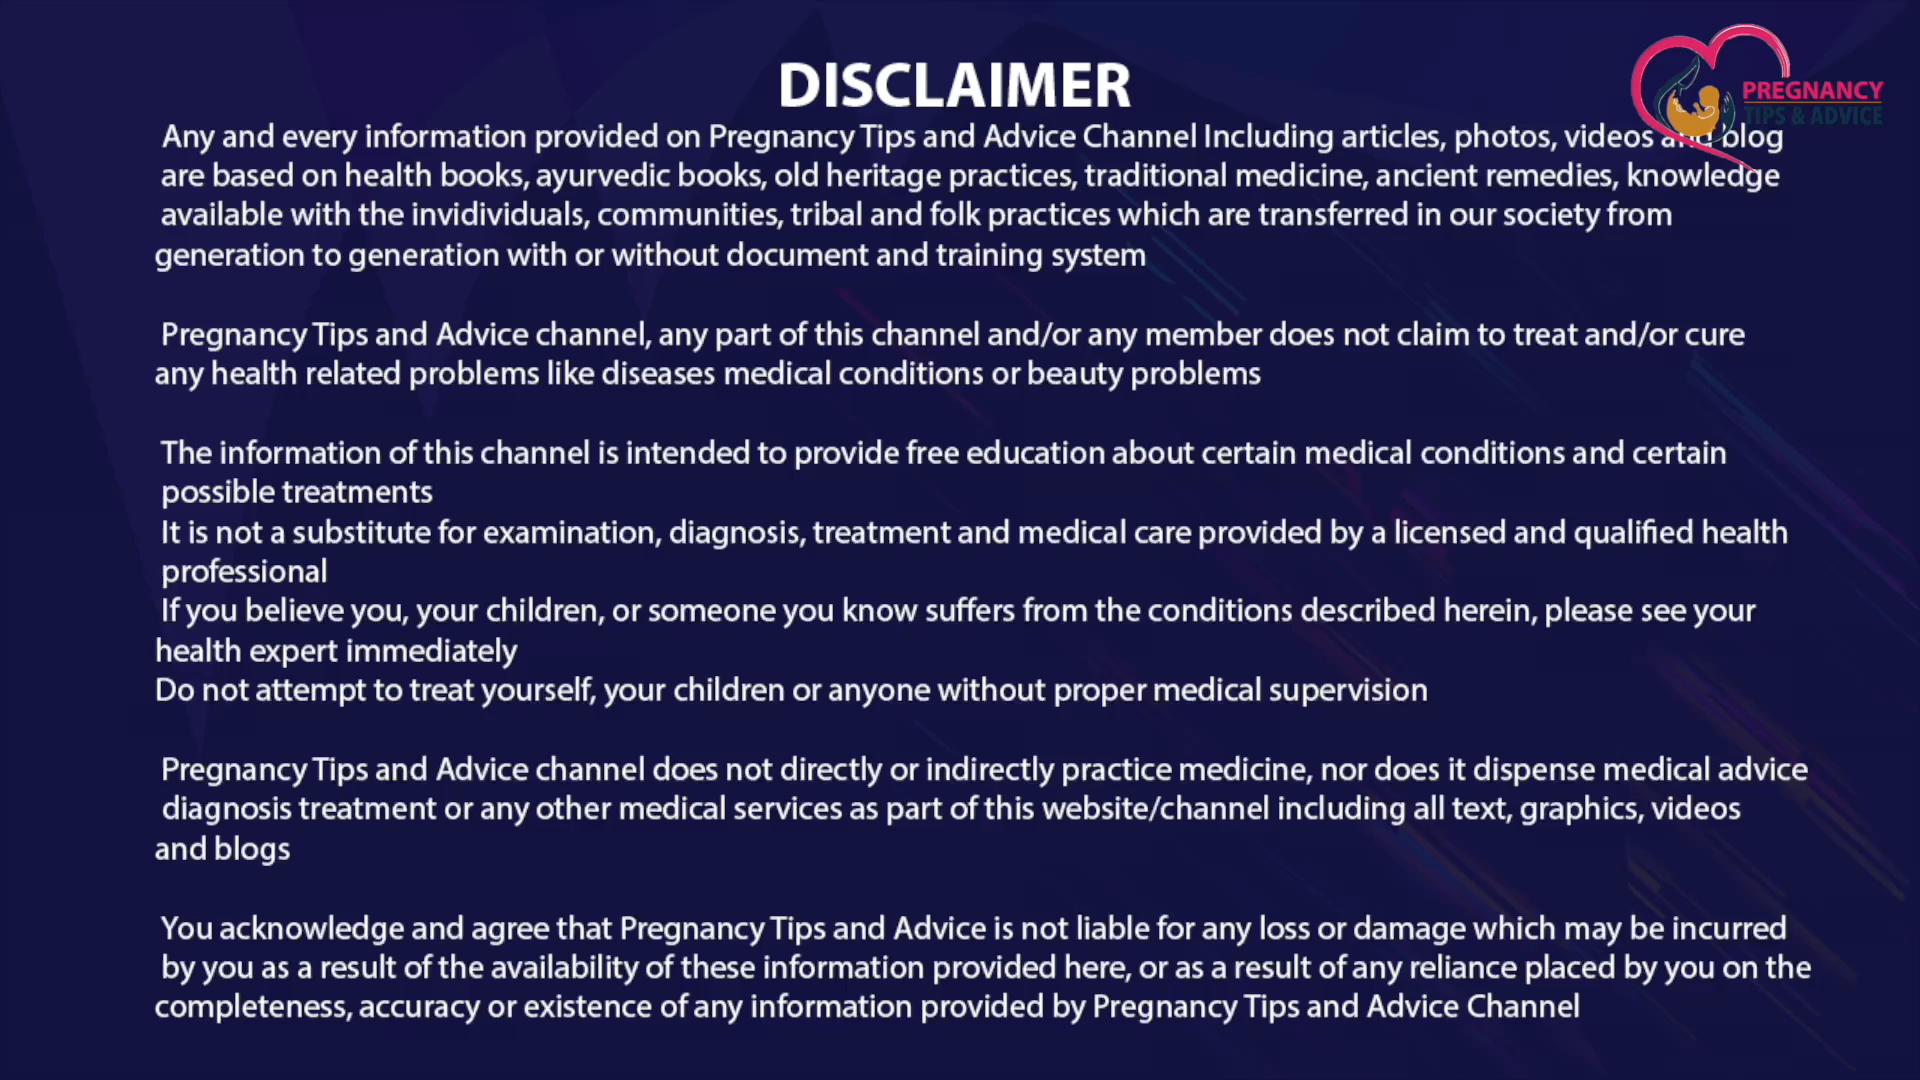 DISCLAIMER
PREGNANCY
TIPS & ADVICE
Any and every information provided on Pregnancy Tips and Advice Channel Including articles, photos, videos and blog
are based on health books, ayurvedic books, old heritage practices, traditional medicine, ancient remedies, knowledge
available with the invidividuals, communities, tribal and folk practices which are transferred in our society from
generation to generation with or without document and training system
Pregnancy Tips and Advice channel, any part of this channel and/or any member does not claim to treat and/or cure
any health related problems like diseases medical conditions or beauty problems
The information of this channel is intended to provide free education about certain medical conditions and certain
possible treatments
It is not a substitute for examination, diagnosis, treatment and medical care provided by a licensed and qualified health
professional
If you believe you, your children, or someone you know suffers from the conditions described herein, please see your
health expert immediately
Do not attempt to treat yourself, your children or anyone without proper medical supervision
Pregnancy Tips and Advice channel does not directly or indirectly practice medicine, nor does it dispense medical advice
diagnosis treatment or any other medical services as part of this website/channel including all text, graphics, videos
and blogs
You acknowledge and agree that Pregnancy Tips and Advice is not liable for any loss or damage which may be incurred
by you as a result of the availability of these information provided here, or as a result of any reliance placed by you on the
completeness, accuracy or existence of any information provided by Pregnancy Tips and Advice Channel